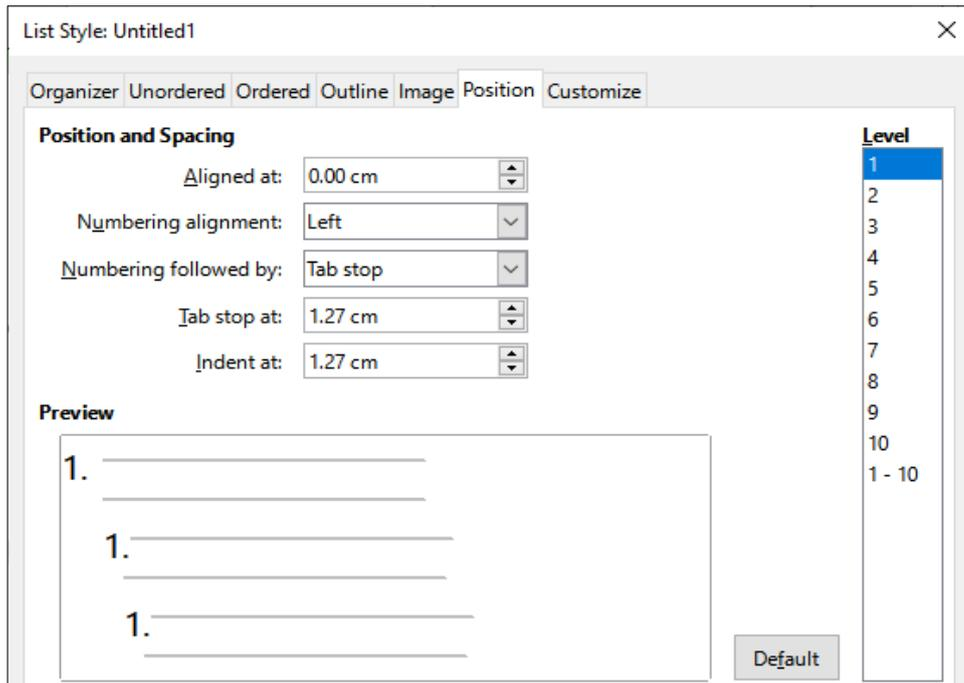 List Style: Untitled1
Organizer Unordered Ordered Outline Image Position Customize
Position and Spacing
Aligned at: 0.00 cm
Numbering alignment: Left
Numbering followed by: Tab stop
Tab stop at: 1.27 cm
Indent at: 1.27 cm
Preview
1.
1.
1.
Default
Level
1
2
3
4
5
6
7
8
9
10
1 - 10